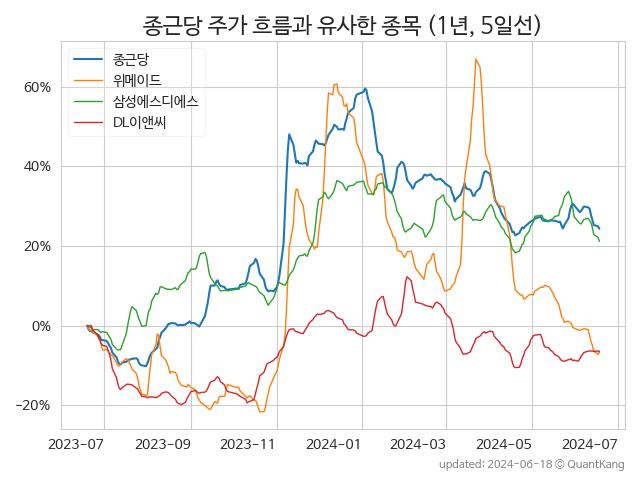 종근당 주가 흐름과 유사한 종목 (1년, 5일선)
종근당
위메이드
삼성에스디에스
DL이앤씨
60%
40%
20%
0%
−20%
2023-07 2023-09 2023-11 2024-01 2024-03 2024-05 2024-07
updated: 2024-06-18 © QuantKang